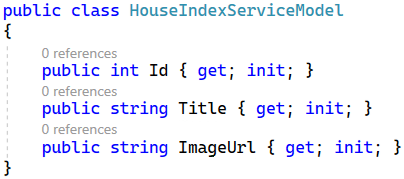 public class HouseIndexServiceModel
{
0 references
public int Id { get; init; }
0 references
public string Title { get; init; }
0 references
public string ImageUrl { get; init; }
}